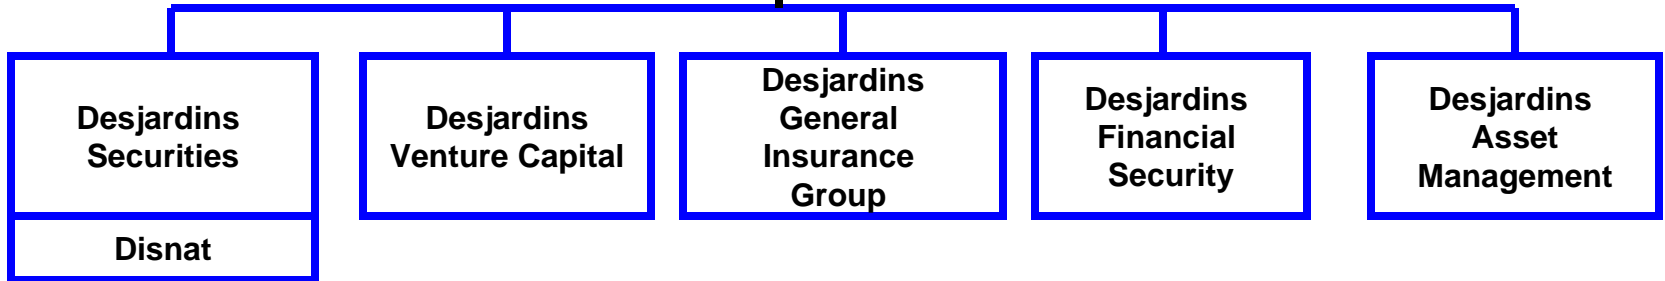 Desjardins
Securities
Disnat
Desjardins
Venture Capital
Desjardins
General
Insurance
Group
Desjardins
Financial
Security
Desjardins
Asset
Management